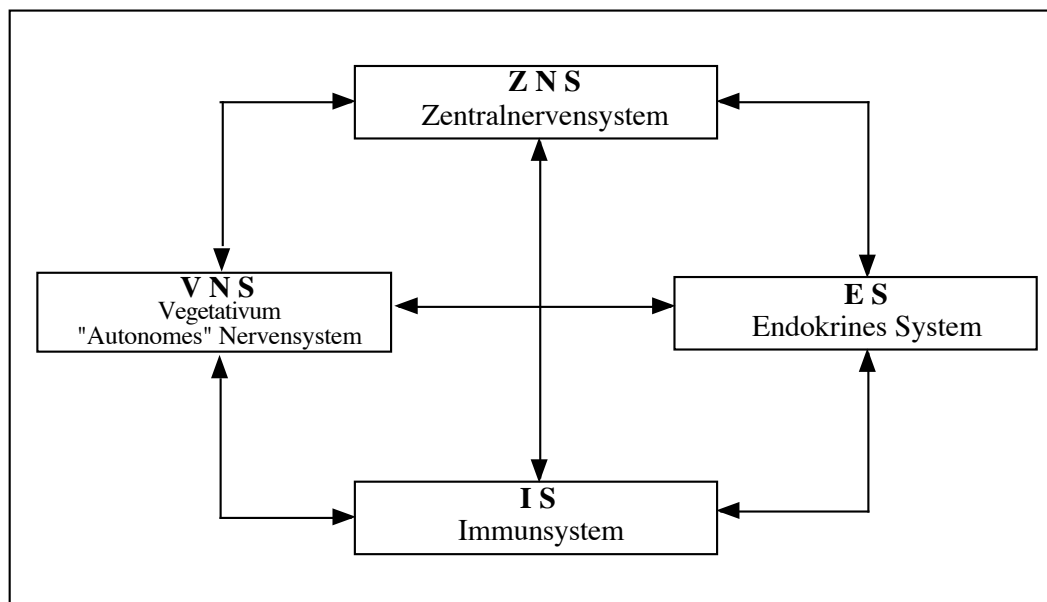 Z N S
Zentralnervensystem
V N S
Vegetativum
"Autonomes" Nervensystem
E S
Endokrines System
I S
Immunsystem